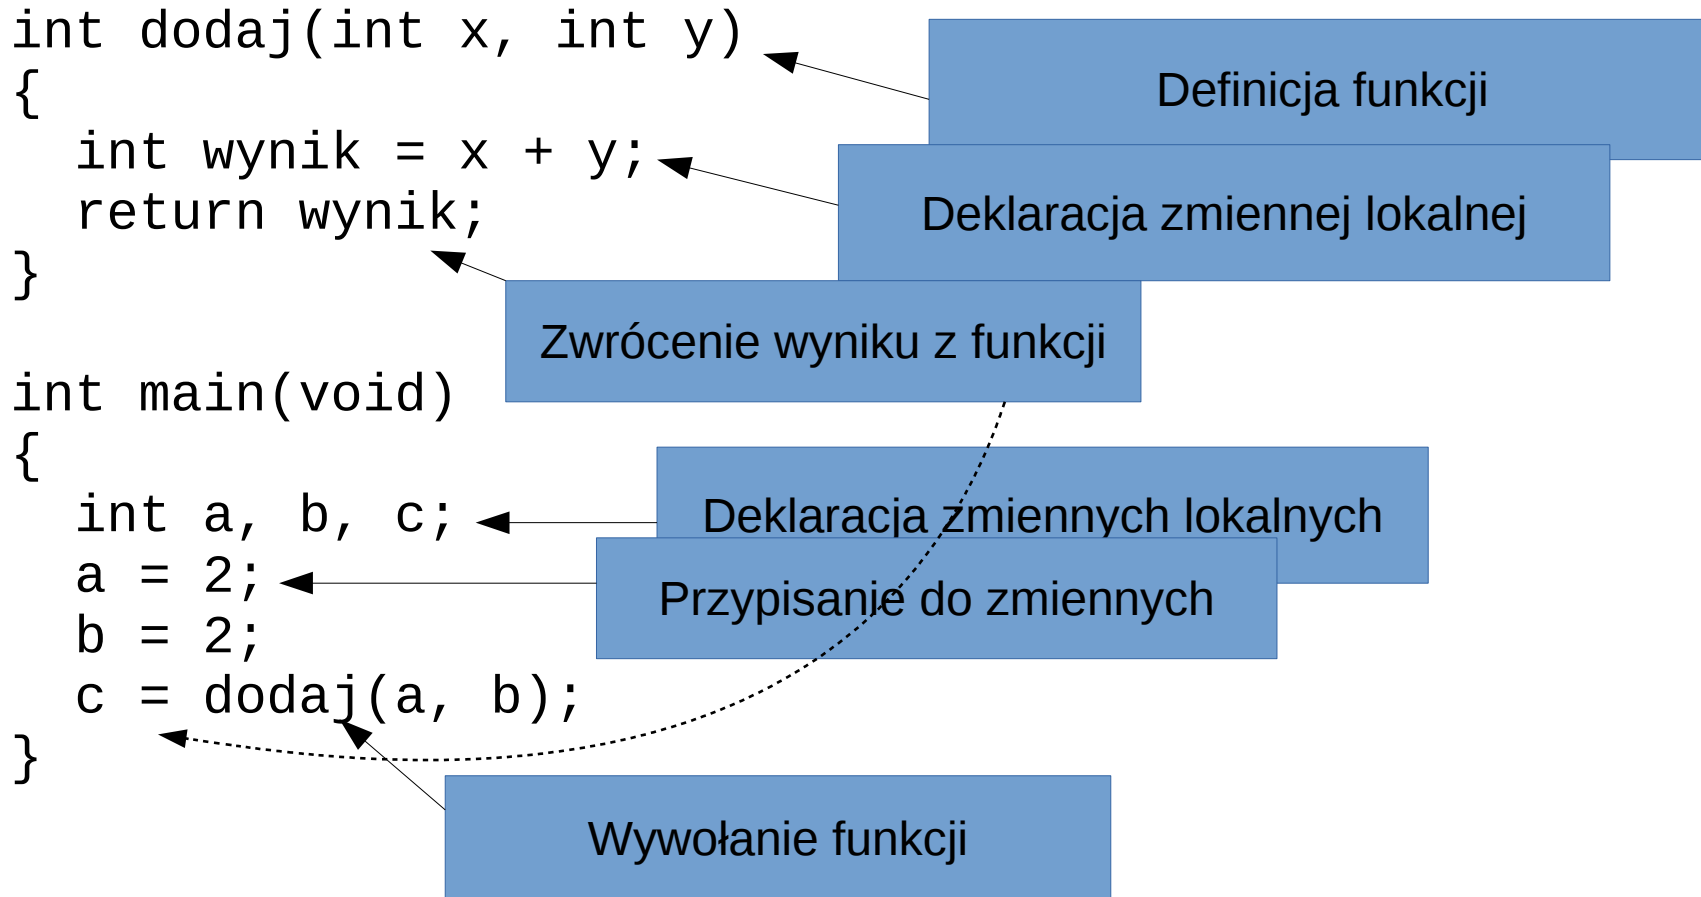 int dodaj(int x, int y)
Definicja funkcji
{
int wynik = x + y;
Deklaracja zmiennej lokalnej
return wynik;
}
Zwrócenie wyniku z funkcji
int main(void)
{
int a, b, c;
Deklaracja zmiennych lokalnych
a = 2;
Przypisanie do zmiennych
b = 2;
c = dodaj(a, b);
}
Wywołanie funkcji